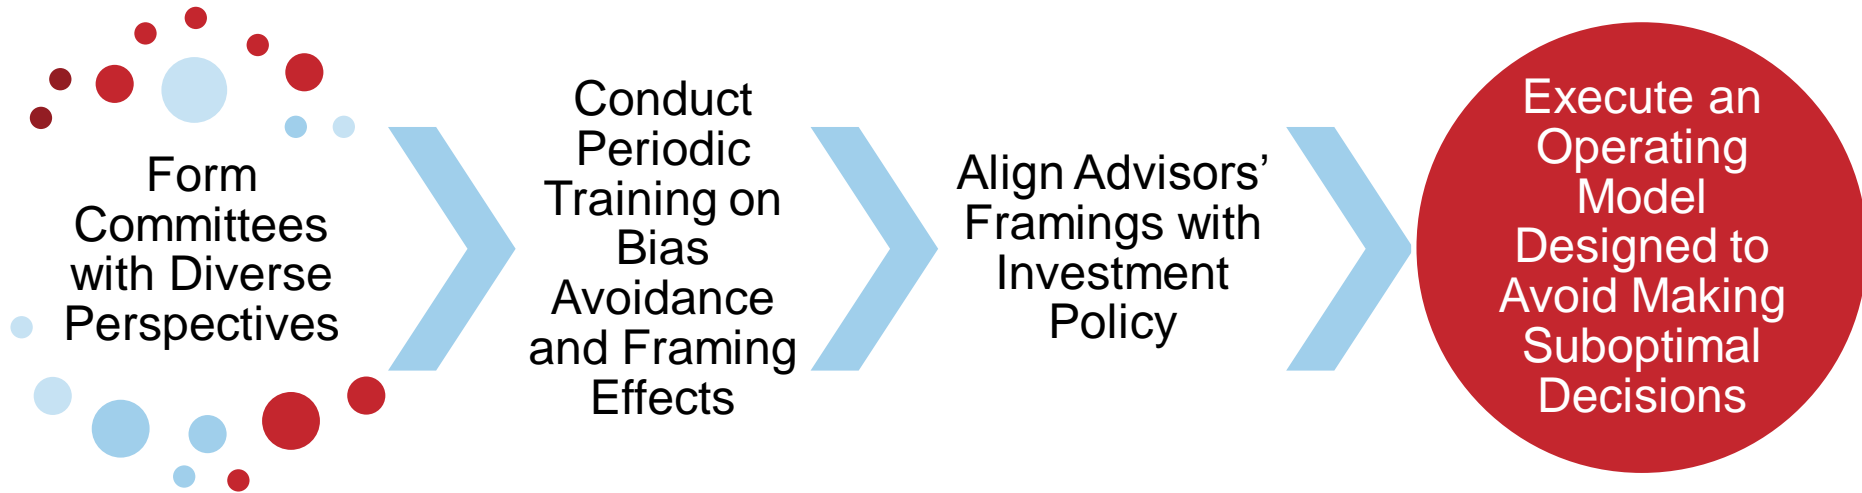 Form
Committees
with Diverse
Perspectives
Conduct
Periodic
Training on
Bias
Avoidance
and Framing
Effects
Align Advisors’
Framings with
Investment
Policy
Execute an
Operating
Model
Designed to
Avoid Making
Suboptimal
Decisions